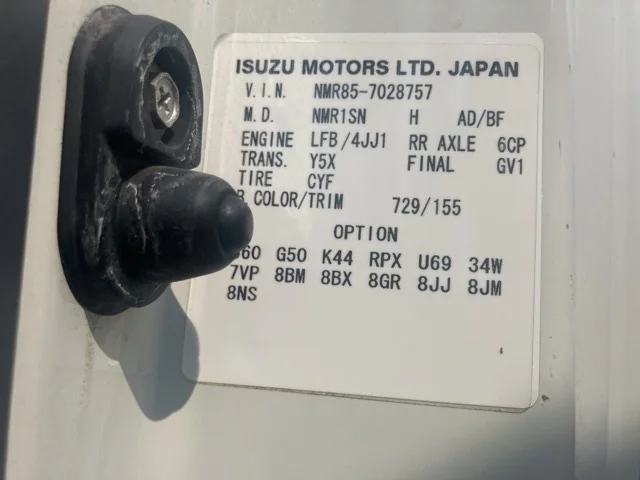 ISUZU MOTORS LTD. JAPAN
V.I.N. NMR85-7028757
M.D. NMR1SN H AD/BF
ENGINE LFB/4JJ1 RR AXLE 6CP
TRANS. Y5X FINAL GV1
TIRE CYF
COLOR/TRIM 729/155
OPTION
G50 K44 RPX U69 34W
7VP 8BM 8BX 8GR 8JJ 8JM
8NS